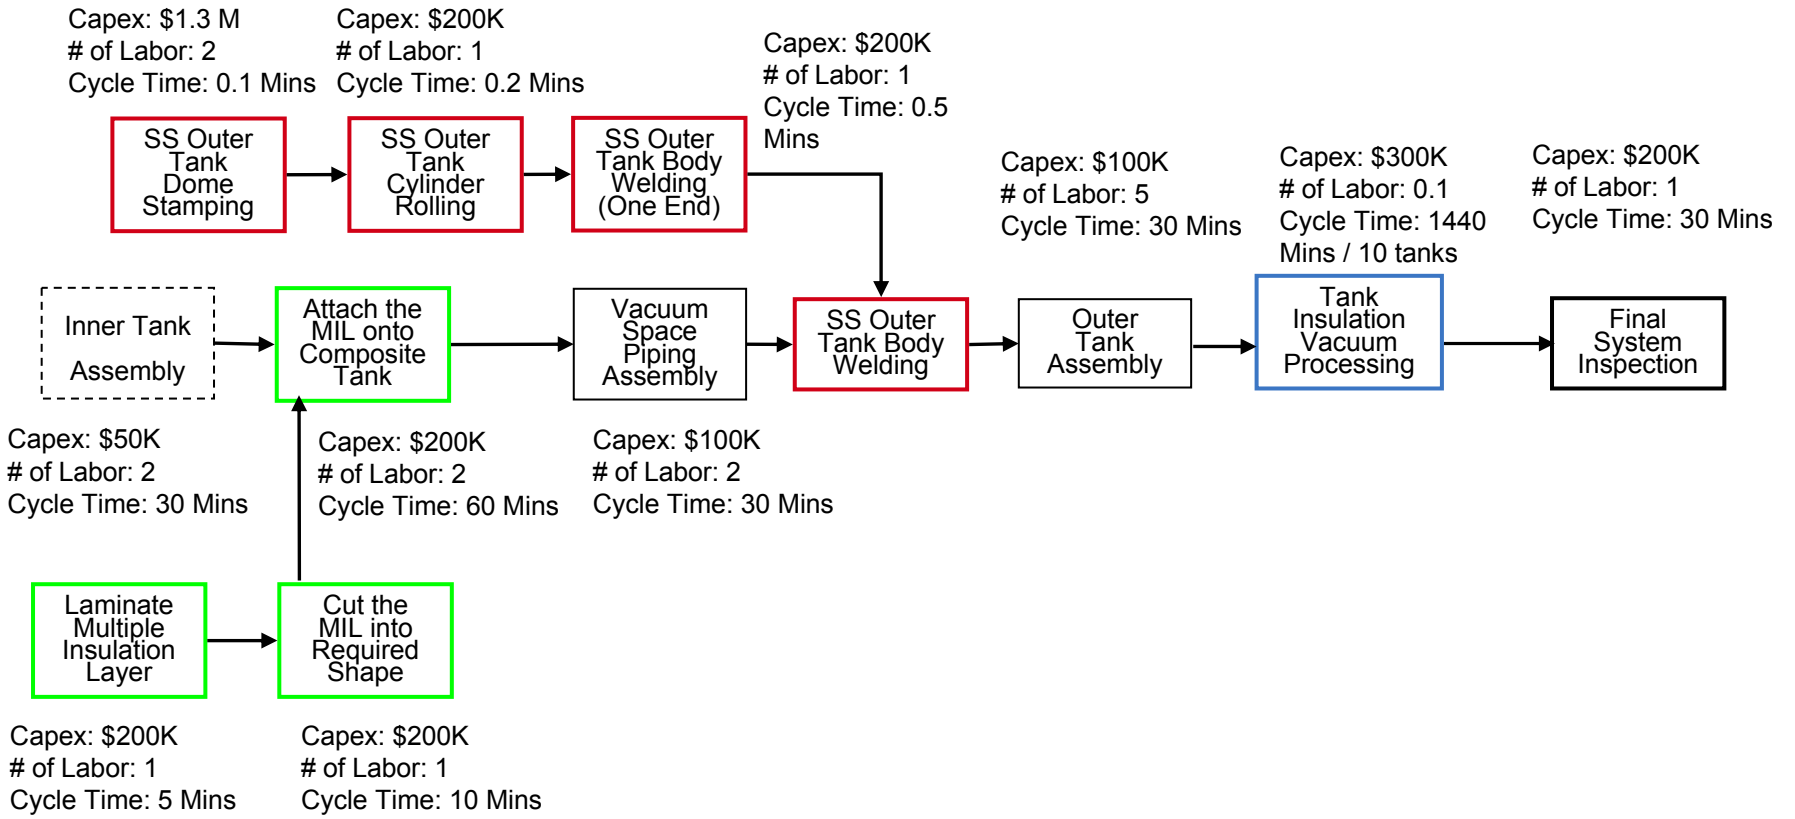 Capex: $1.3 M
# of Labor: 2
Cycle Time: 0.1 Mins
Capex: $200K
# of Labor: 1
Cycle Time: 0.2 Mins
Capex: $200K
# of Labor: 1
Cycle Time: 0.5
Mins
SS Outer
Tank
Dome
Stamping
SS Outer
Tank
Cylinder
Rolling
SS Outer
Tank Body
Welding
(One End)
Capex: $100K
# of Labor: 5
Cycle Time: 30 Mins
Capex: $300K
# of Labor: 0.1
Cycle Time: 1440
Mins / 10 tanks
Capex: $200K
# of Labor: 1
Cycle Time: 30 Mins
Inner Tank
Assembly
Attach the
MIL onto
Composite
Tank
Vacuum
Space
Piping
Assembly
SS Outer
Tank Body
Welding
Outer
Tank
Assembly
Tank
Insulation
Vacuum
Processing
Final
System
Inspection
Capex: $50K
# of Labor: 2
Cycle Time: 30 Mins
Capex: $200K
# of Labor: 2
Cycle Time: 60 Mins
Capex: $100K
# of Labor: 2
Cycle Time: 30 Mins
Laminate
Multiple
Insulation
Layer
Cut the
MIL into
Required
Shape
Capex: $200K
# of Labor: 1
Cycle Time: 5 Mins
Capex: $200K
# of Labor: 1
Cycle Time: 10 Mins